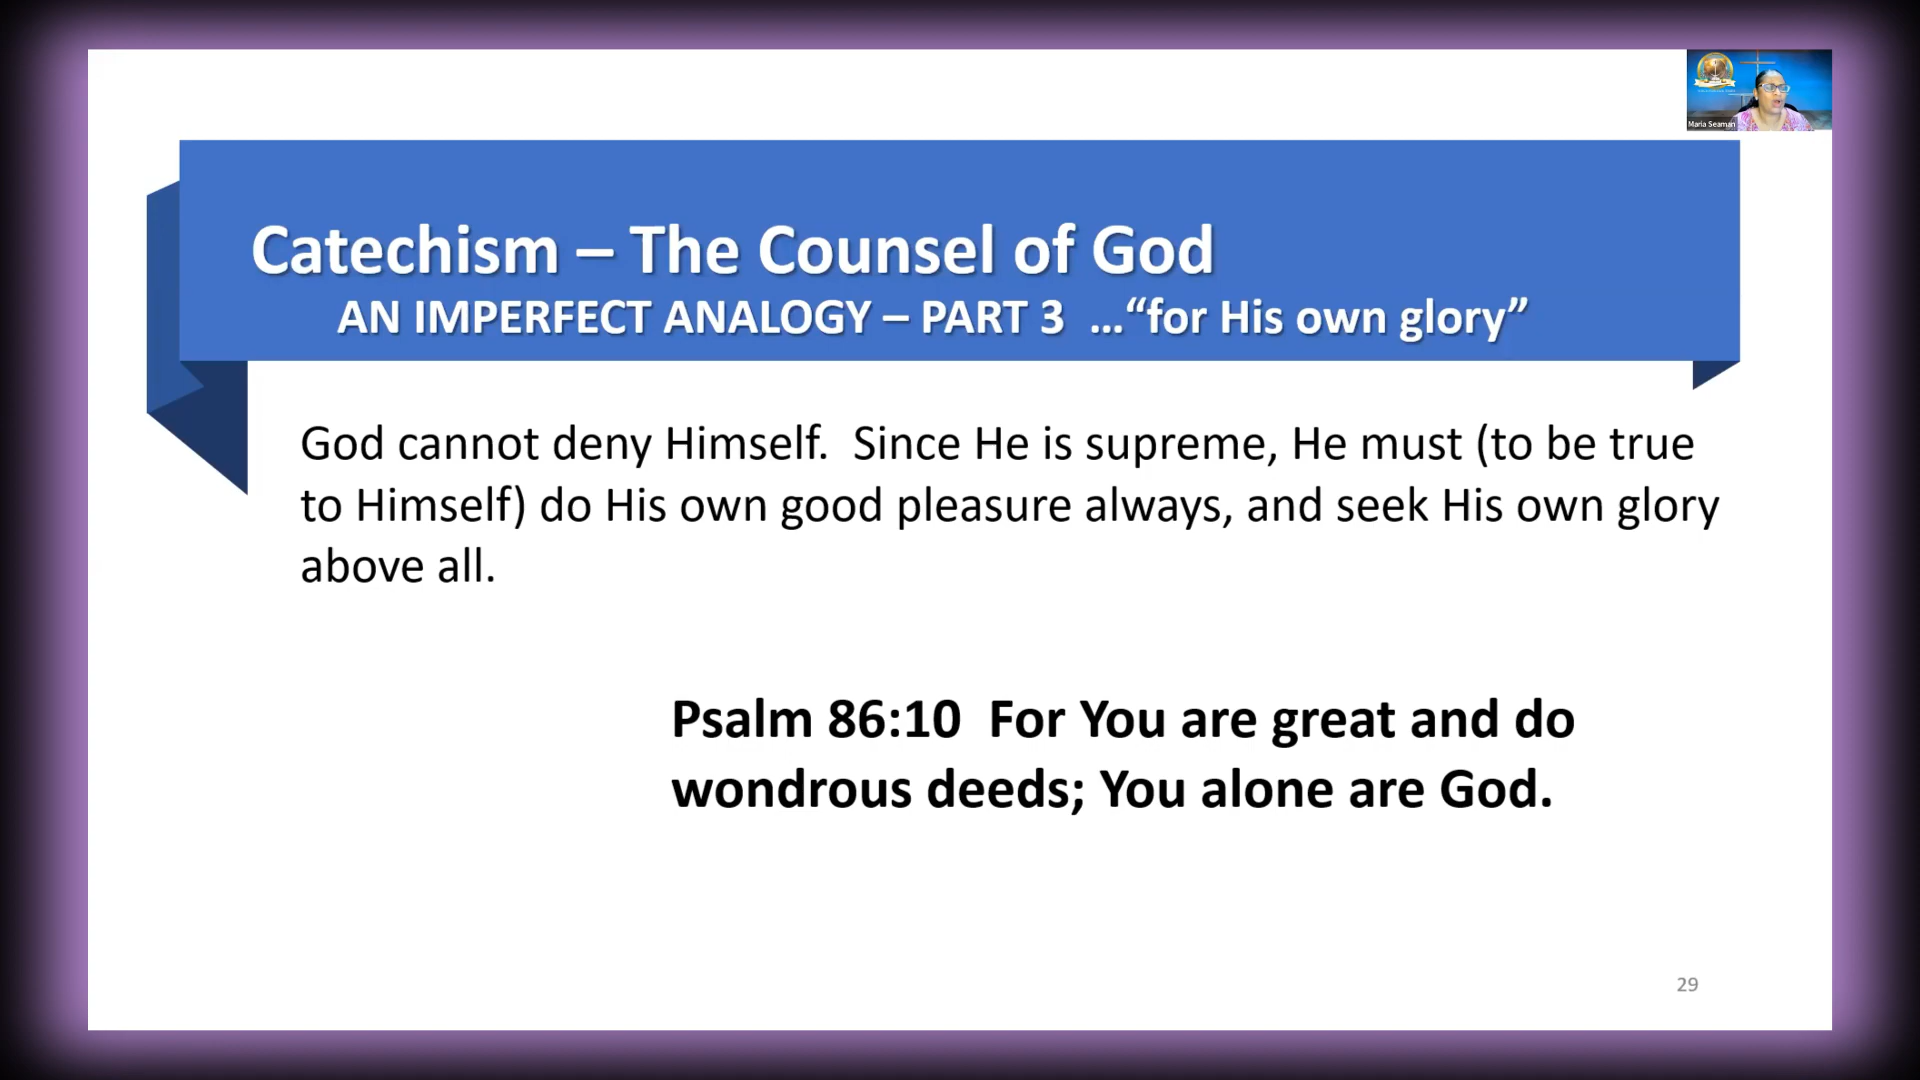 Maria Seaman
Catechism – The Counsel of God
AN IMPERFECT ANALOGY – PART 3 ...“for His own glory”
God cannot deny Himself. Since He is supreme, He must (to be true
to Himself) do His own good pleasure always, and seek His own glory
above all.
Psalm 86:10 For You are great and do
wondrous deeds; You alone are God.
29